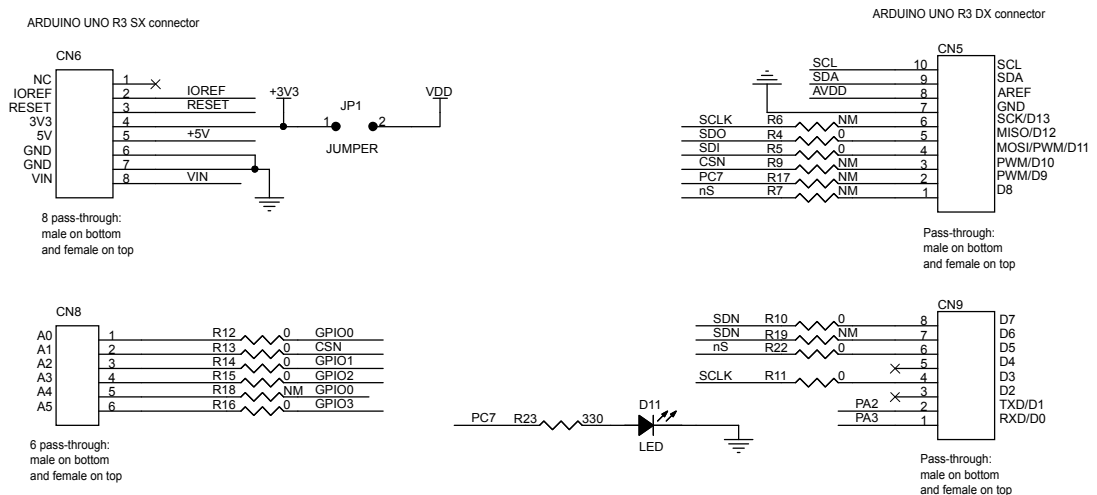 ARDUINO UNO R3 SX connector
CN6
NC 1
IOREF 2 IOREF
RESET 3 RESET
3V3 4 +3V3 1 JP1 2 VDD
JUMPER
5V 5 +5V
GND 6
GND 7
VIN 8 VIN
8 pass-through:
male on bottom
and female on top
ARDUINO UNO R3 DX connector
CN5
SCL 10 SCL
SDA 9 SDA
AVDD 8 AREF
7 GND
SCLK R6 NM 6 SCK/D13
SDO R4 0 5 MISO/D12
SDI R5 0 4 MOSI/PWM/D11
CSN R9 NM 3 PWM/D10
PC7 R17 NM 2 PWM/D9
nS R7 NM 1 D8
Pass-through:
male on bottom
and female on top
CN8
A0 1 R12 0 GPIO0
A1 2 R13 0 CSN
A2 3 R14 0 GPIO1
A3 4 R15 0 GPIO2
A4 5 R18 NM GPIO0
A5 6 R16 0 GPIO3
6 pass-through:
male on bottom
and female on top
PC7 R23 330 D11
LED
CN9
SDN R10 0 8 D7
SDN R19 NM 7 D6
nS R22 0 6 D5
5 D4
SCLK R11 0 4 D3
3 D2
PA2 2 TXD/D1
PA3 1 RXD/D0
Pass-through:
male on bottom
and female on top